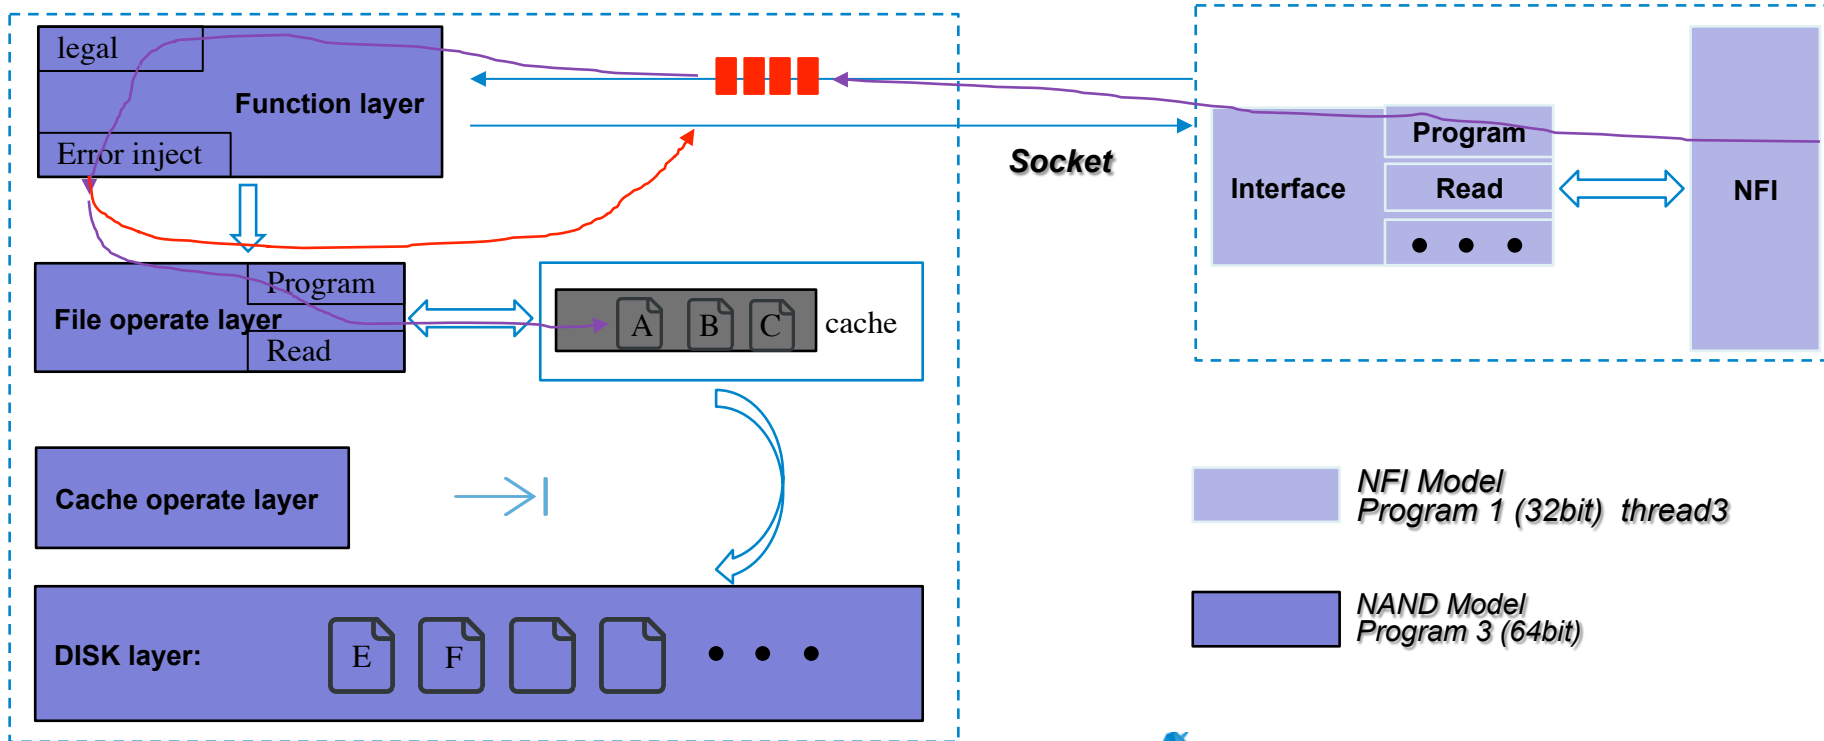 legal
Function layer
Error inject
Socket
Interface
Program
Read
NFI
File operate layer
Program
Read
A
B
C
cache
Cache operate layer
NFI Model
Program 1 (32bit) thread3
DISK layer:
E
F
NAND Model
Program 3 (64bit)